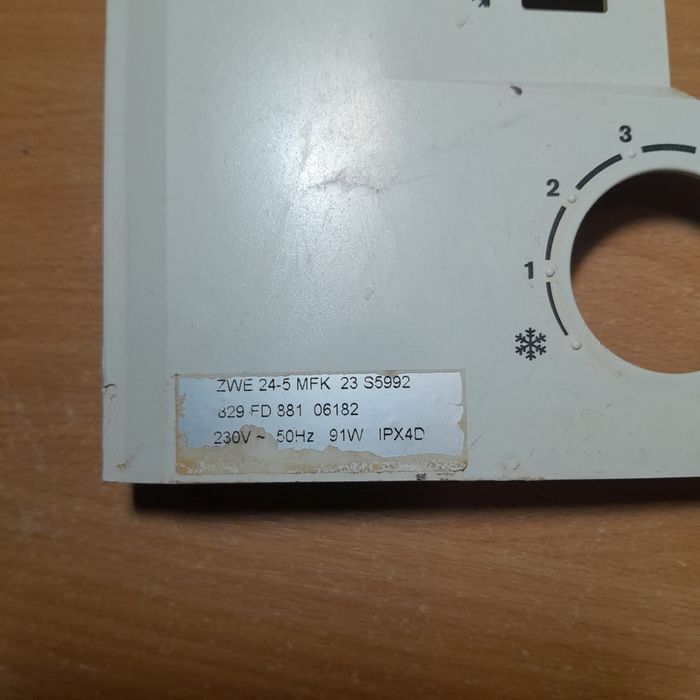 3
2
1
ZWE 24-5 MFK 23 S5992
829 FD 881 06182
230V ~ 50Hz 91W IPX4D